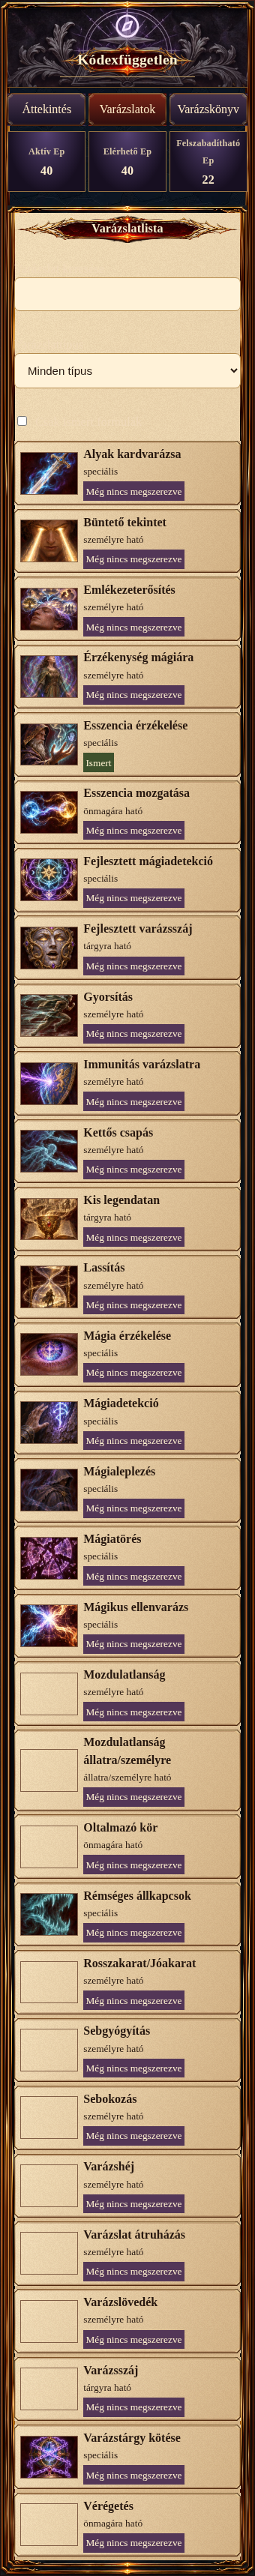 Kódexfüggetlen
Áttekintés
Varázslatok
Varázskönyv
Aktív Ep
40
Elérhető Ep
40
Felszabadítható
Ep
22
Varázslatlista
Minden típus
Alyak kardvarázsa
speciális
Még nincs megszerezve
Büntető tekintet
személyre ható
Még nincs megszerezve
Emlékezeterősítés
személyre ható
Még nincs megszerezve
Érzékenység mágiára
személyre ható
Még nincs megszerezve
Esszencia érzékelése
speciális
Ismert
Esszencia mozgatása
önmagára ható
Még nincs megszerezve
Fejlesztett mágiadetekció
speciális
Még nincs megszerezve
Fejlesztett varázsszáj
tárgyra ható
Még nincs megszerezve
Gyorsítás
személyre ható
Még nincs megszerezve
Immunitás varázslatra
személyre ható
Még nincs megszerezve
Kettős csapás
személyre ható
Még nincs megszerezve
Kis legendatan
tárgyra ható
Még nincs megszerezve
Lassítás
személyre ható
Még nincs megszerezve
Mágia érzékelése
speciális
Még nincs megszerezve
Mágiadetekció
speciális
Még nincs megszerezve
Mágialeplezés
speciális
Még nincs megszerezve
Mágiatörés
speciális
Még nincs megszerezve
Mágikus ellenvarázs
speciális
Még nincs megszerezve
Mozdulatlanság
személyre ható
Még nincs megszerezve
Mozdulatlanság
állatra/személyre
állatra/személyre ható
Még nincs megszerezve
Oltalmazó kör
önmagára ható
Még nincs megszerezve
Rémséges állkapcsok
speciális
Még nincs megszerezve
Rosszakarat/Jóakarat
személyre ható
Még nincs megszerezve
Sebgyógyítás
személyre ható
Még nincs megszerezve
Sebokozás
személyre ható
Még nincs megszerezve
Varázshéj
személyre ható
Még nincs megszerezve
Varázslat átruházás
személyre ható
Még nincs megszerezve
Varázslövedék
személyre ható
Még nincs megszerezve
Varázsszáj
tárgyra ható
Még nincs megszerezve
Varázstárgy kötése
speciális
Még nincs megszerezve
Vérégetés
önmagára ható
Még nincs megszerezve